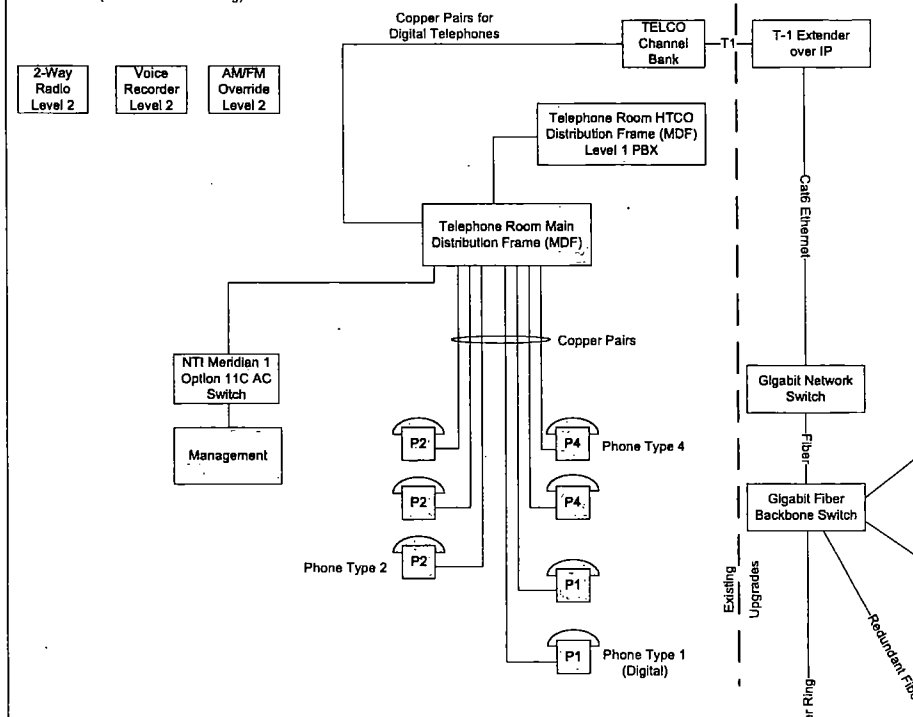 Copper Pairs for
Digital Telephones
TELCO
Channel
Bank
T1
T-1 Extender
over IP
2-Way
Radio
Level 2
Voice
Recorder
Level 2
AM/FM
Override
Level 2
Telephone Room HTCO
Distribution Frame (MDF)
Level 1 PBX
Cat6 Ethernet
Telephone Room Main
Distribution Frame (MDF)
Copper Pairs
NTI Meridian 1
Option 11C AC
Switch
Gigabit Network
Switch
Management
P2
P4
Phone Type 4
Fiber
P2
P4
Gigabit Fiber
Backbone Switch
Phone Type 2
P2
P1
Existing
Upgrades
P1
Phone Type 1
(Digital)
Redundant Fibe
er Ring